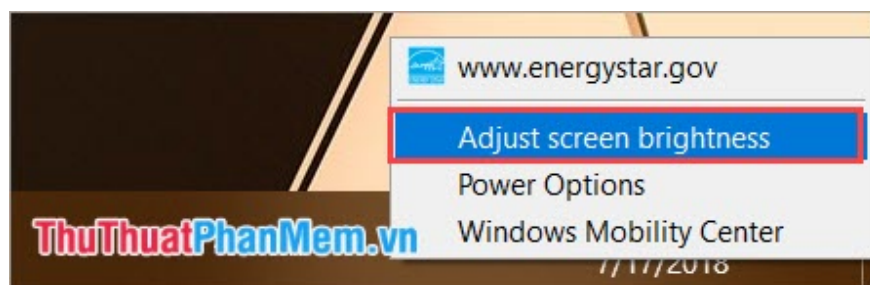 www.energystar.gov
Adjust screen brightness
Power Options
ThuThuatPhanMem.vn
Windows Mobility Center
7/17/2018